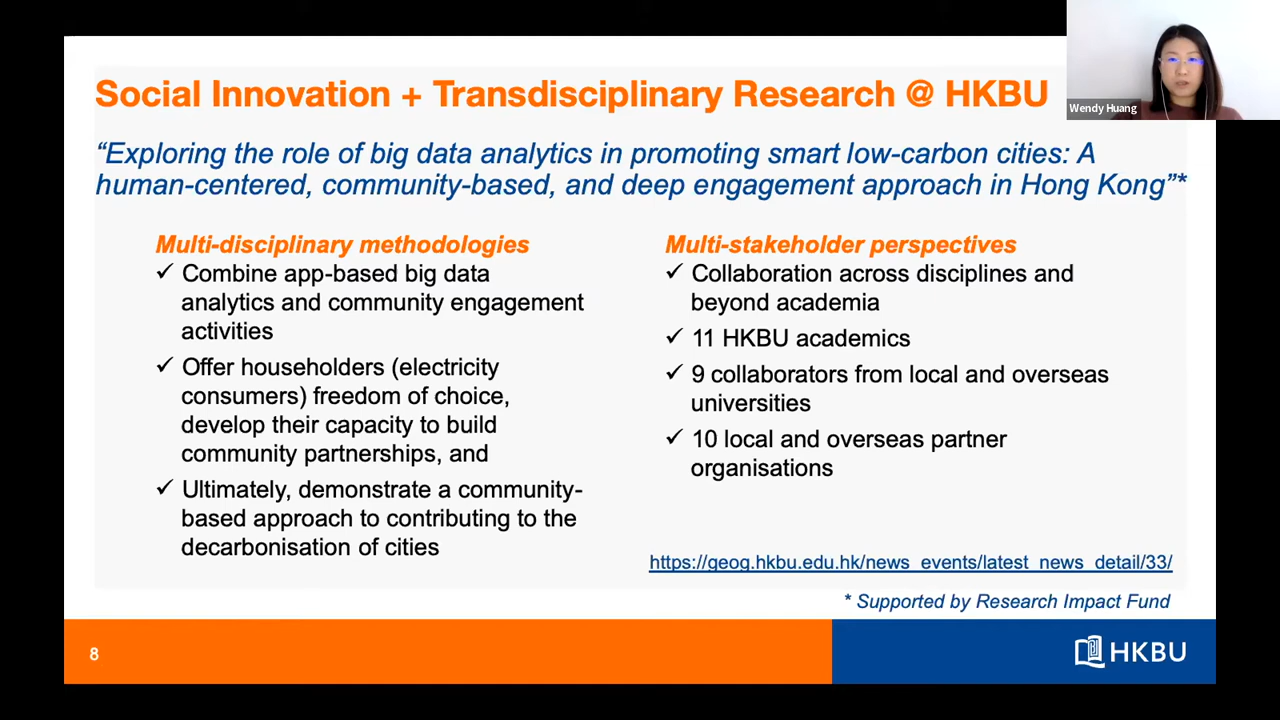 Social Innovation + Transdisciplinary Research @ HKBU
Wendy Huang
“Exploring the role of big data analytics in promoting smart low-carbon cities: A
human-centered, community-based, and deep engagement approach in Hong Kong”*
Multi-disciplinary methodologies
✓ Combine app-based big data
analytics and community engagement
activities
✓ Offer householders (electricity
consumers) freedom of choice,
develop their capacity to build
community partnerships, and
✓ Ultimately, demonstrate a community-
based approach to contributing to the
decarbonisation of cities
Multi-stakeholder perspectives
✓ Collaboration across disciplines and
beyond academia
✓ 11 HKBU academics
✓ 9 collaborators from local and overseas
universities
✓ 10 local and overseas partner
organisations
https://geog.hkbu.edu.hk/news_events/latest_news_detail/33/
* Supported by Research Impact Fund
8
HKBU